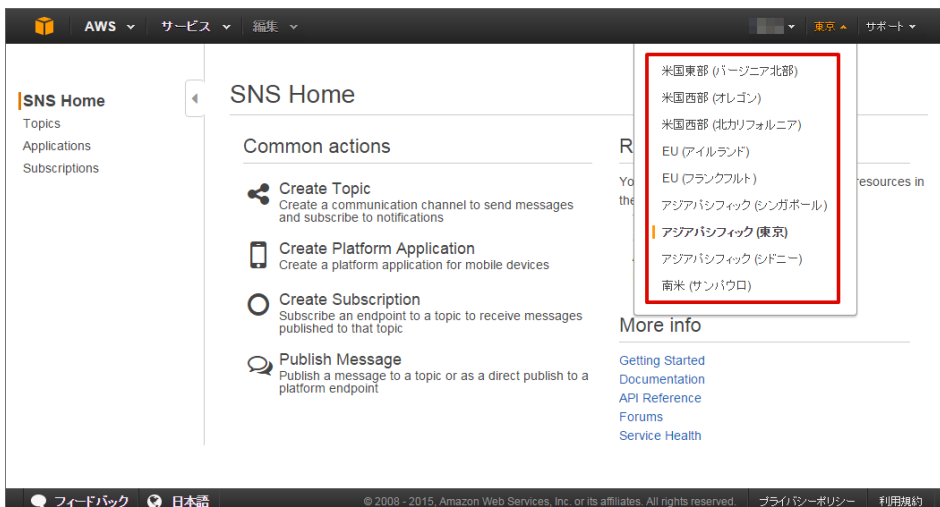 AWS サービス 編集 東京 サポート
SNS Home
Topics
Applications
Subscriptions
SNS Home
Common actions
Create Topic
Create a communication channel to send messages
and subscribe to notifications
Create Platform Application
Create a platform application for mobile devices
Create Subscription
Subscribe an endpoint to a topic to receive messages
published to that topic
Publish Message
Publish a message to a topic or as a direct publish to a
platform endpoint
R
Yo
resources in
the
米国東部 (バージニア北部)
米国西部 (オレゴン)
米国西部 (北カリフォルニア)
EU (アイルランド)
EU (フランクフルト)
アジアパシフィック (シンガポール)
アジアパシフィック (東京)
アジアパシフィック (シドニー)
南米 (サンパウロ)
More info
Getting Started
Documentation
API Reference
Forums
Service Health
フィードバック 日本語 © 2008 - 2015, Amazon Web Services, Inc. or its affiliates. All rights reserved. プライバシーポリシー 利用規約